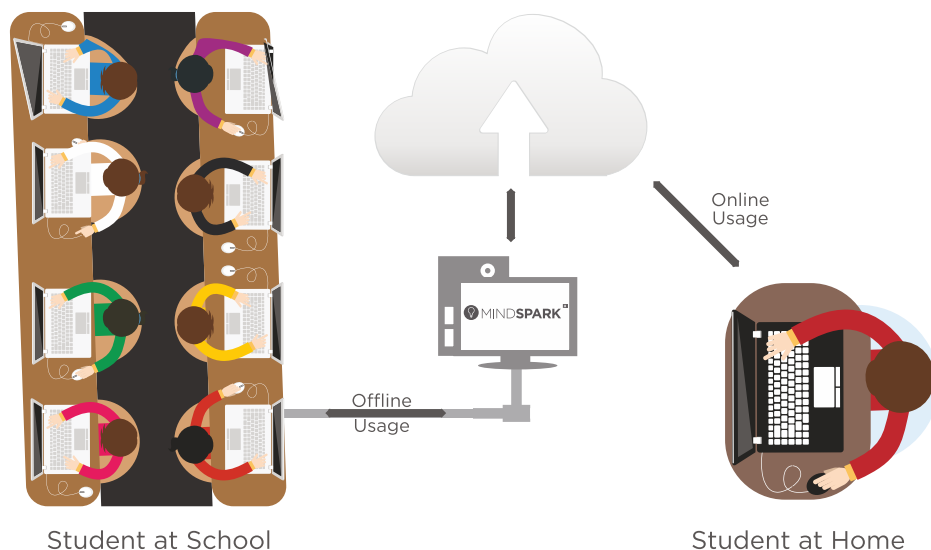 Online
Usage
MINDSPARK
Offline
Usage
Student at School
Student at Home